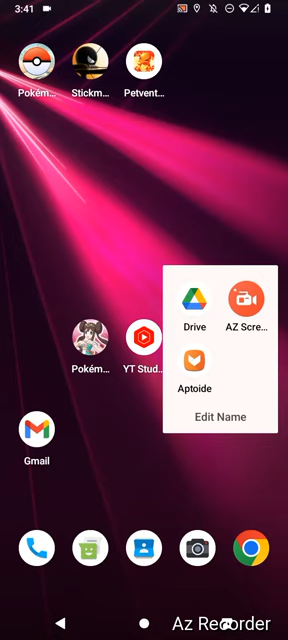 3:41
Pokém... Stickm... Petvent...
Drive AZ Scre...
Pokém... YT Stud...
Aptoide
Edit Name
Gmail
Az Recorder